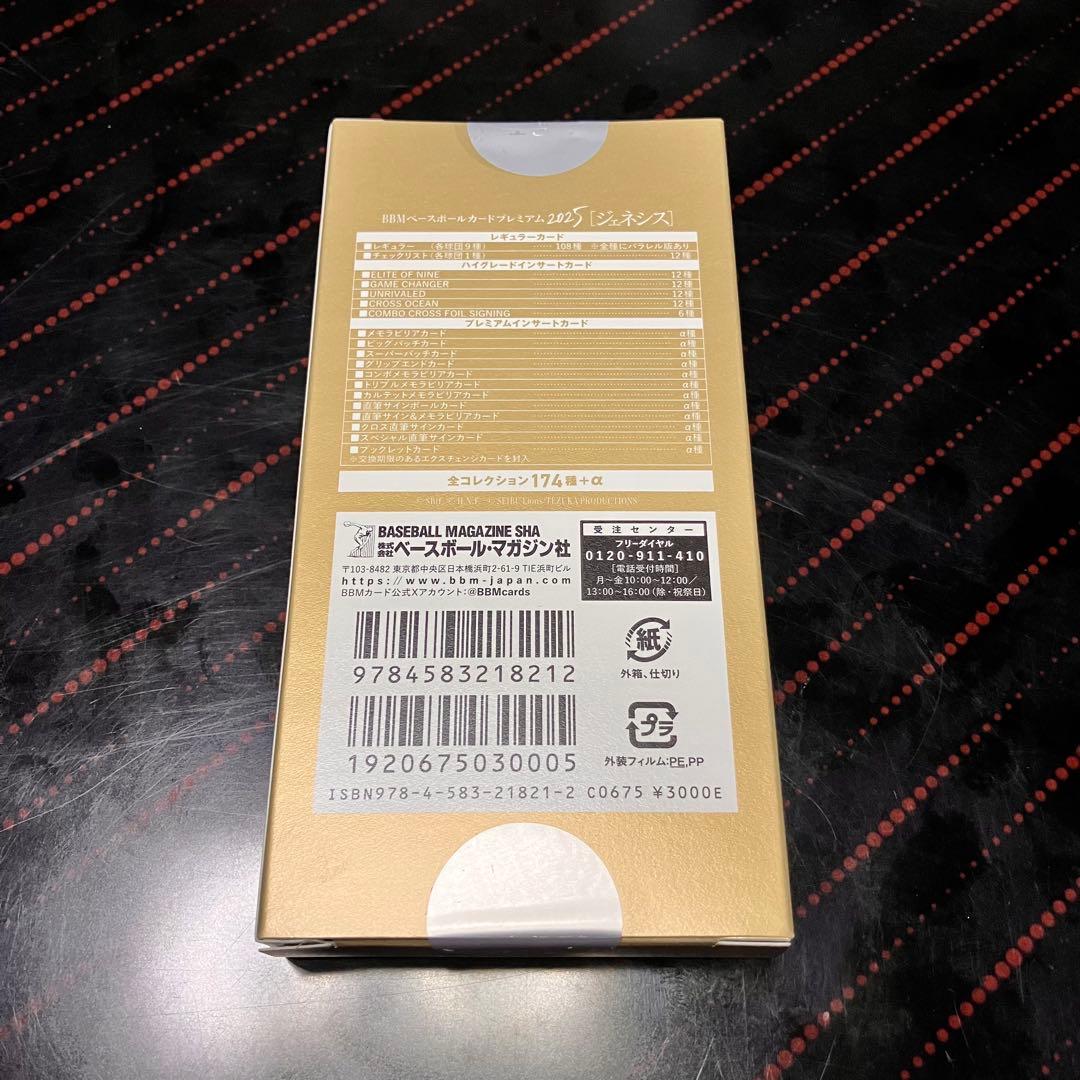 BBMベースボールカードプレミアム2025[ジェネシス]
レギュラーカード
■レギュラー (各球団9種) …… 108種 ※全種にパラレル版あり
■チェックリスト(各球団1種) …… 12種
ハイグレードインサートカード
■ELITE OF NINE …… 12種
■GAME CHANGER …… 12種
■UNRIVALED …… 12種
■CROSS OCEAN …… 12種
■COMBO CROSS FOIL SIGNING …… 6種
プレミアムインサートカード
■メモラビリアカード …… α種
■ビッグパッチカード …… α種
■スーパーパッチカード …… α種
■グリップエンドカード …… α種
■コンボメモラビリアカード …… α種
■トリプルメモラビリアカード …… α種
■カルテットメモラビリアカード …… α種
■直筆サインボールカード …… α種
■直筆サイン&メモラビリアカード …… α種
■クロス直筆サインカード …… α種
■スペシャル直筆サインカード …… α種
■ブックレットカード …… α種
※交換期限のあるエクスチェンジカードを封入
全コレクション174種+α
SEIBU Lions/TEZUKA PRODUCTIONS
BASEBALL MAGAZINE SHA
株式会社ベースボール・マガジン社
〒103-8482 東京都中央区日本橋浜町2-61-9 TIE浜町ビル
https://www.bbm-japan.com
BBMカード公式Xアカウント:@BBMcards
受注センター
フリーダイヤル
0120-911-410
[電話受付時間]
月~金10:00~12:00/
13:00~16:00(除・祝祭日)
9784583218212
紙
外箱、仕切り
1920675030005
プラ
外装フィルム:PE,PP
ISBN978-4-583-21821-2 C0675 ¥3000E